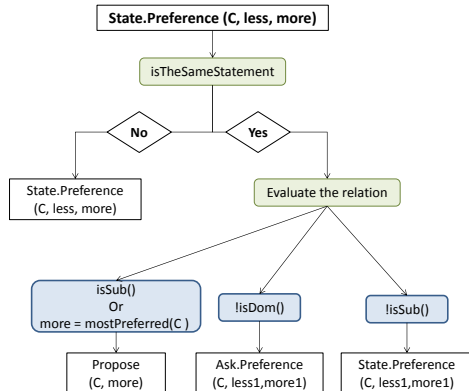 State.Preference (C, less, more)
isTheSameStatement
No
Yes
State.Preference
(C, less, more)
Evaluate the relation
isSub()
Or
more = mostPreferred(C )
!isDom()
!isSub()
Propose
(C, more)
Ask.Preference
(C, less1,more1)
State.Preference
(C, less1,more1)